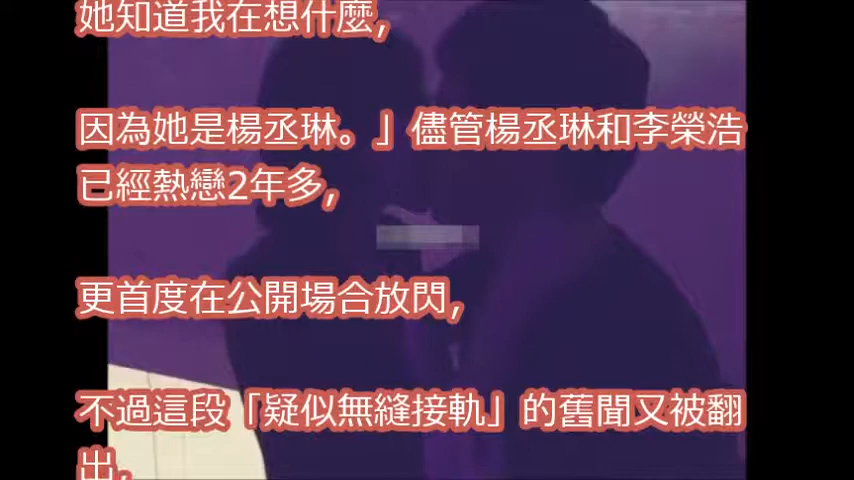 她知道我在想什麼,
因為她是楊丞琳。」儘管楊丞琳和李榮浩
已經熱戀2年多,
更首度在公開場合放閃,
不過這段「疑似無縫接軌」的舊聞又被翻
出,